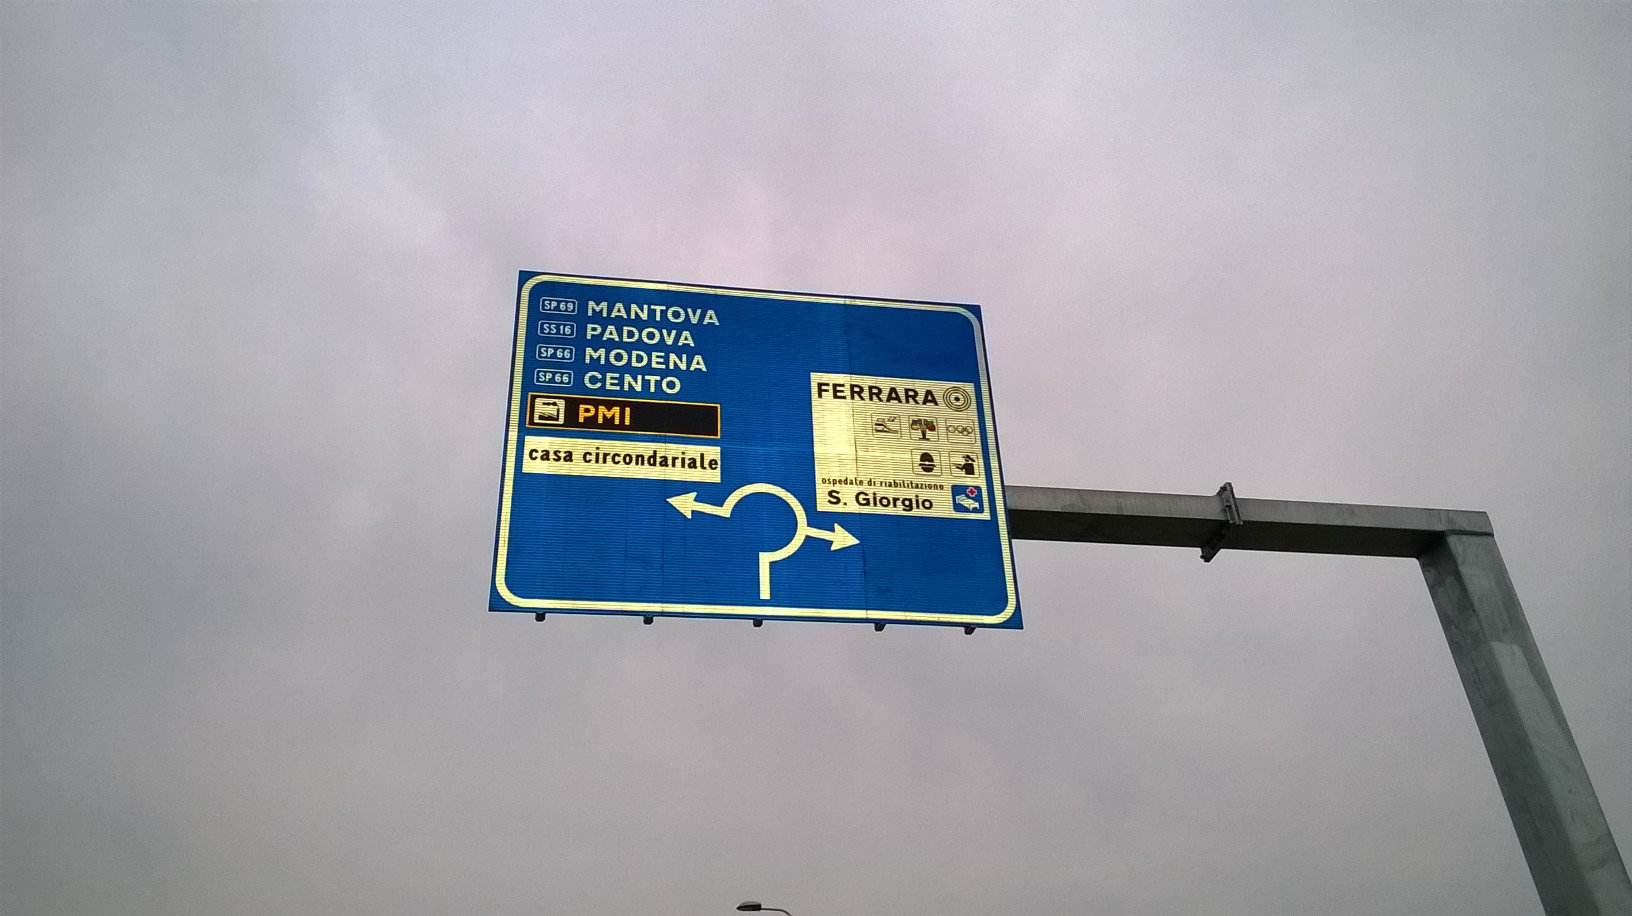 SP 69 MANTOVA
SS 16 PADOVA
SP 66 MODENA
SP 66 CENTO
PMI
casa circondariale
FERRARA
ospedale di riabilitazione
S. Giorgio